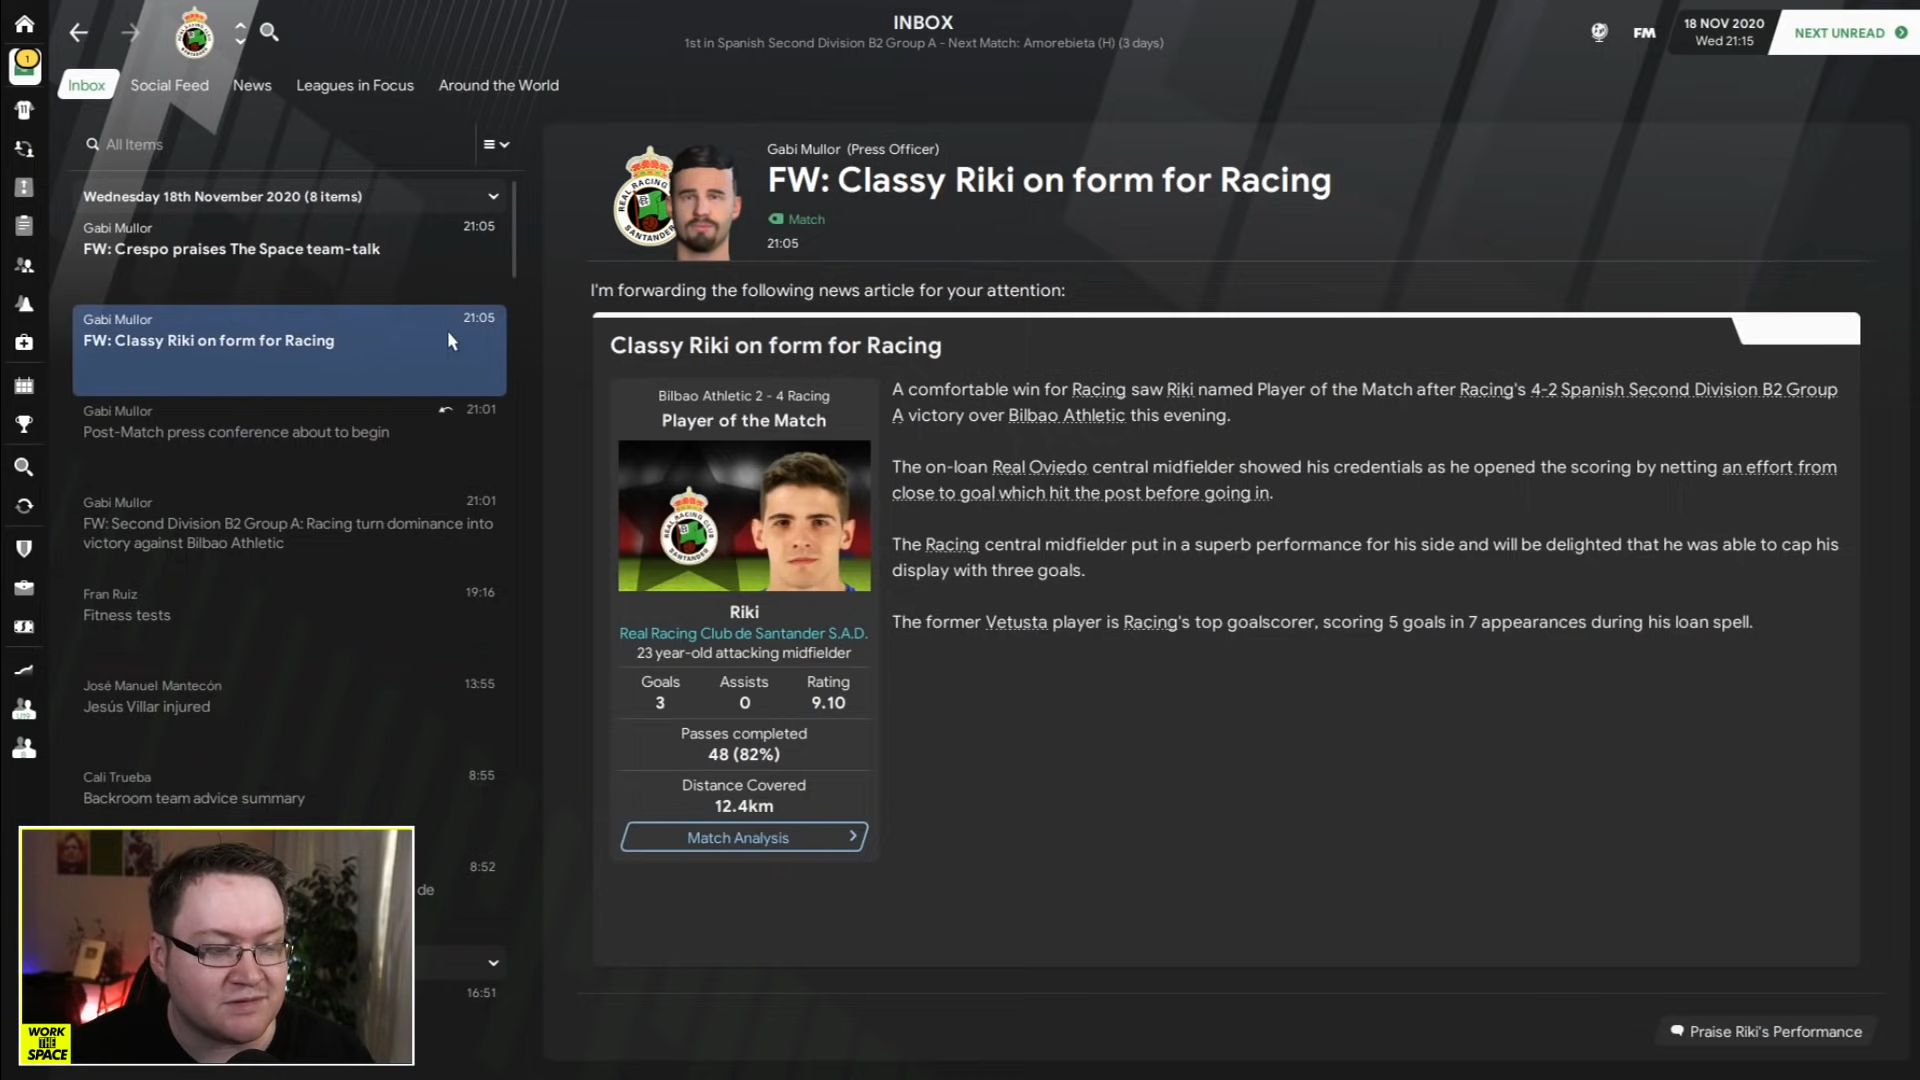 INBOX
1st in Spanish Second Division B2 Group A - Next Match: Amorebieta (H) (3 days)
FM
18 NOV 2020
Wed 21:15
NEXT UNREAD
1
Inbox
Social Feed
News
Leagues in Focus
Around the World
All Items
Wednesday 18th November 2020 (8 items)
Gabi Mullor
21:05
FW: Crespo praises The Space team-talk
Gabi Mullor
21:05
FW: Classy Riki on form for Racing
Gabi Mullor
21:01
Post-Match press conference about to begin
Gabi Mullor
21:01
FW: Second Division B2 Group A: Racing turn dominance into
victory against Bilbao Athletic
Fran Ruiz
19:16
Fitness tests
José Manuel Mantecón
13:55
Jesús Villar injured
Cali Trueba
8:55
Backroom team advice summary
8:52
de
16:51
WORK
THE
SPACE
Gabi Mullor (Press Officer)
FW: Classy Riki on form for Racing
Match
21:05
REAL RACING CLUB
SANTANDER
I'm forwarding the following news article for your attention:
Classy Riki on form for Racing
Bilbao Athletic 2 - 4 Racing
Player of the Match
REAL RACING CLUB
SANTANDER
Riki
Real Racing Club de Santander S.A.D.
23 year-old attacking midfielder
Goals Assists Rating
3 0 9.10
Passes completed
48 (82%)
Distance Covered
12.4km
Match Analysis
A comfortable win for Racing saw Riki named Player of the Match after Racing's 4-2 Spanish Second Division B2 Group
A victory over Bilbao Athletic this evening.
The on-loan Real Oviedo central midfielder showed his credentials as he opened the scoring by netting an effort from
close to goal which hit the post before going in.
The Racing central midfielder put in a superb performance for his side and will be delighted that he was able to cap his
display with three goals.
The former Vetusta player is Racing's top goalscorer, scoring 5 goals in 7 appearances during his loan spell.
Praise Riki's Performance